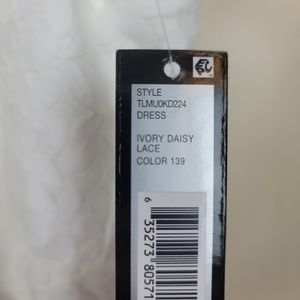 STYLE
TLMU0KD224
DRESS
IVORY DAISY
LACE
COLOR 139
6 35273 80571